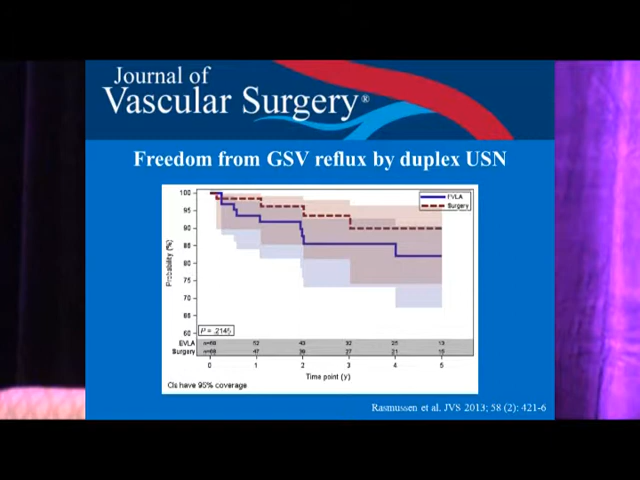 Journal of
Vascular Surgery®
Freedom from GSV reflux by duplex USN
EVLA
Surgery
100
95
90
85
80
75
70
65
60
Probability (%)
P = .2145
EVLA
52
43
32
25
13
Surgery
47
39
27
21
15
0 1 2 3 4 5
Time point (y)
CIs have 95% coverage
Rasmussen et al. JVS 2013; 58 (2): 421-6